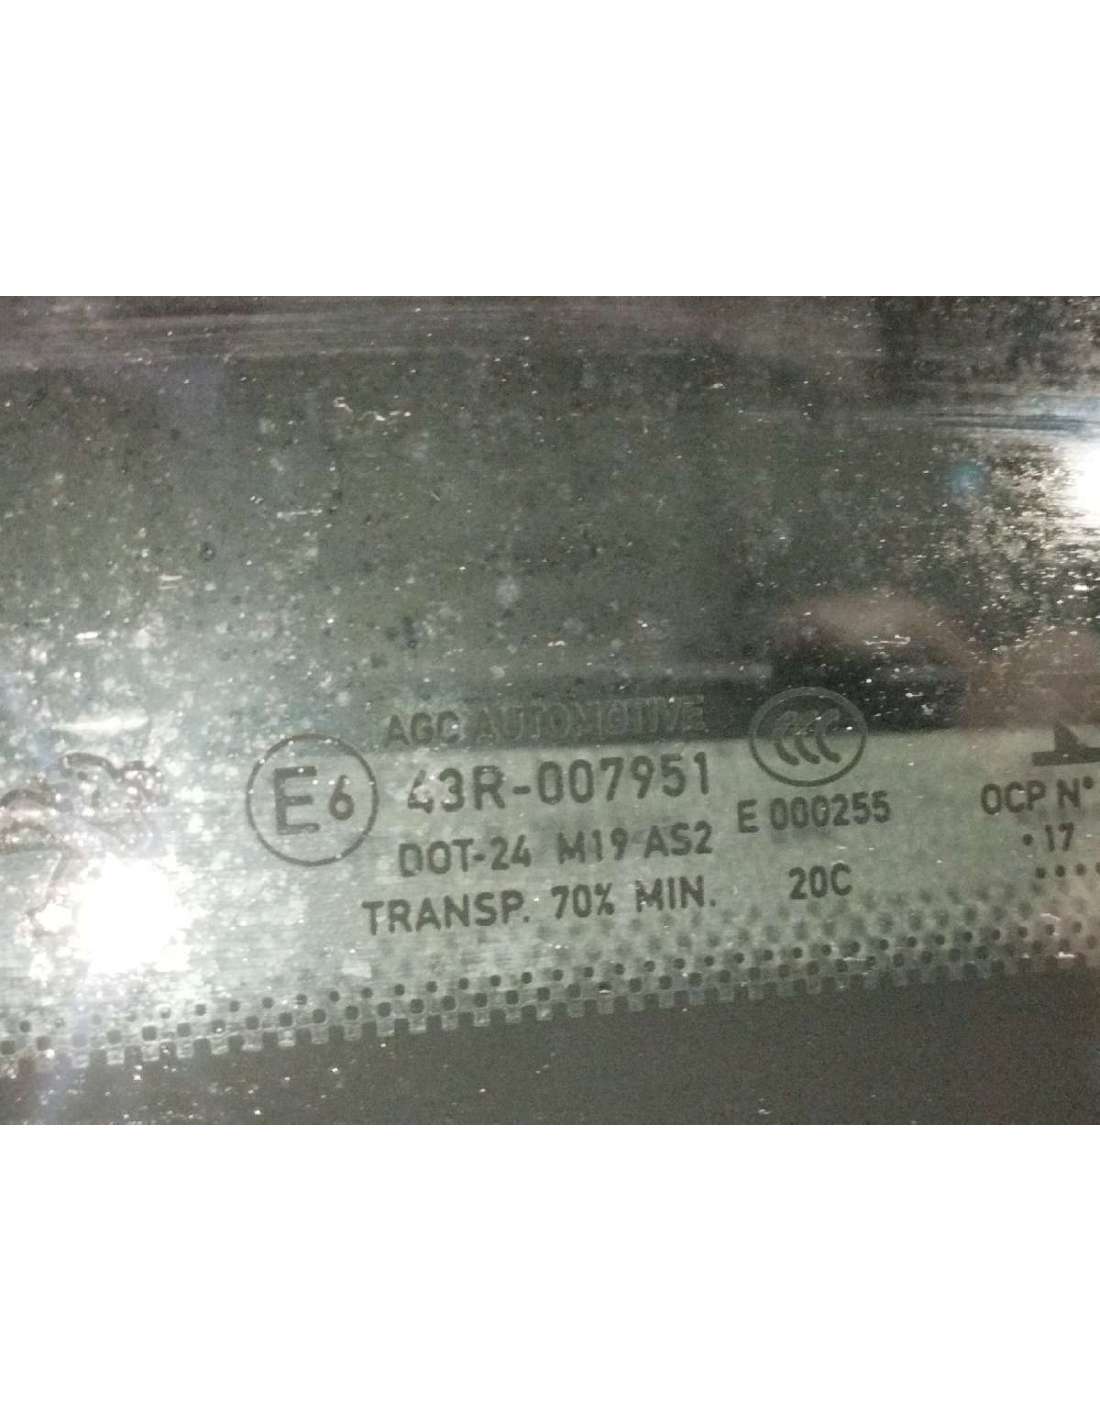 AGC AUTOMOTIVE
CCC
E6
43R-007951
E 000255
OCP N°
DOT-24 M19 AS2
• 17
TRANSP. 70% MIN.
20C
•••••